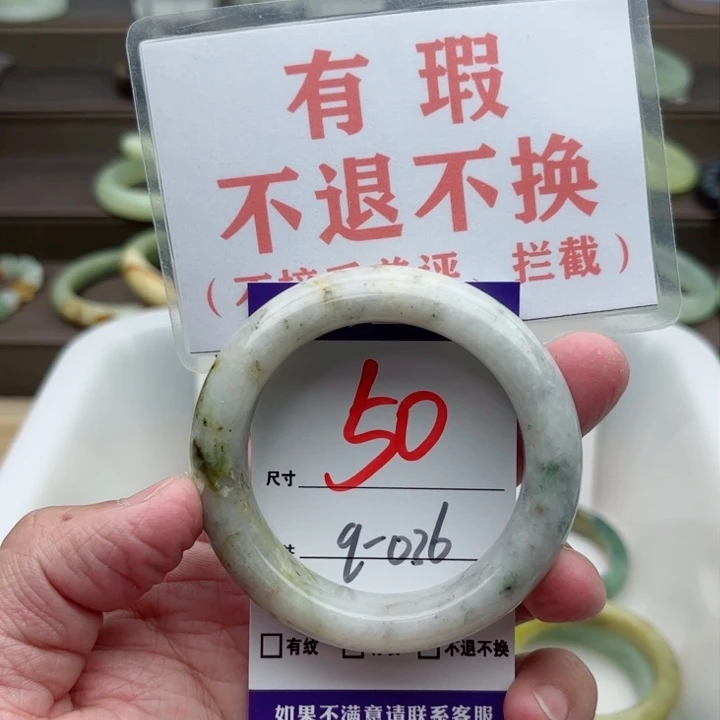 有瑕
不退不换
评、拦截）
50
尺寸
9-026
有纹
不退不换
如果不满意请联系客服